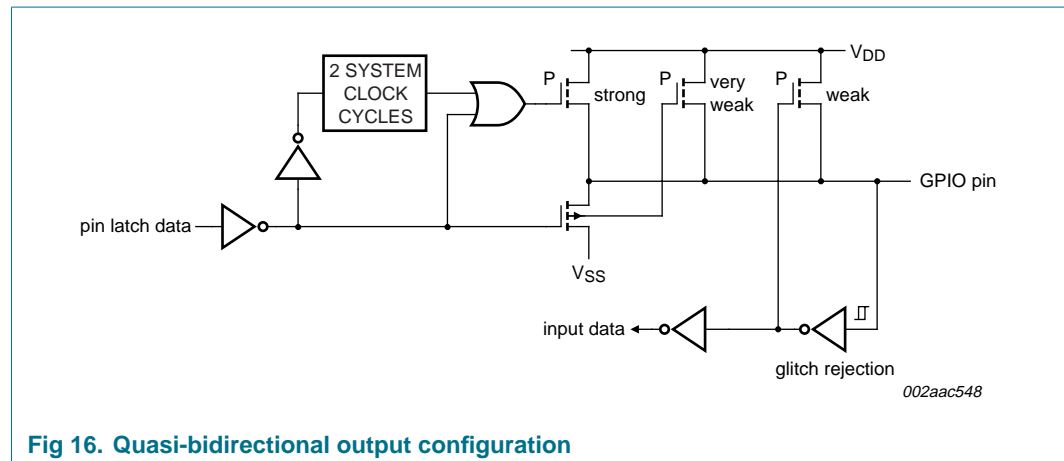 2 SYSTEM
CLOCK
CYCLES
P
strong
P
very
weak
P
weak
VDD
GPIO pin
pin latch data
VSS
input data
glitch rejection
002aac548
Fig 16. Quasi-bidirectional output configuration